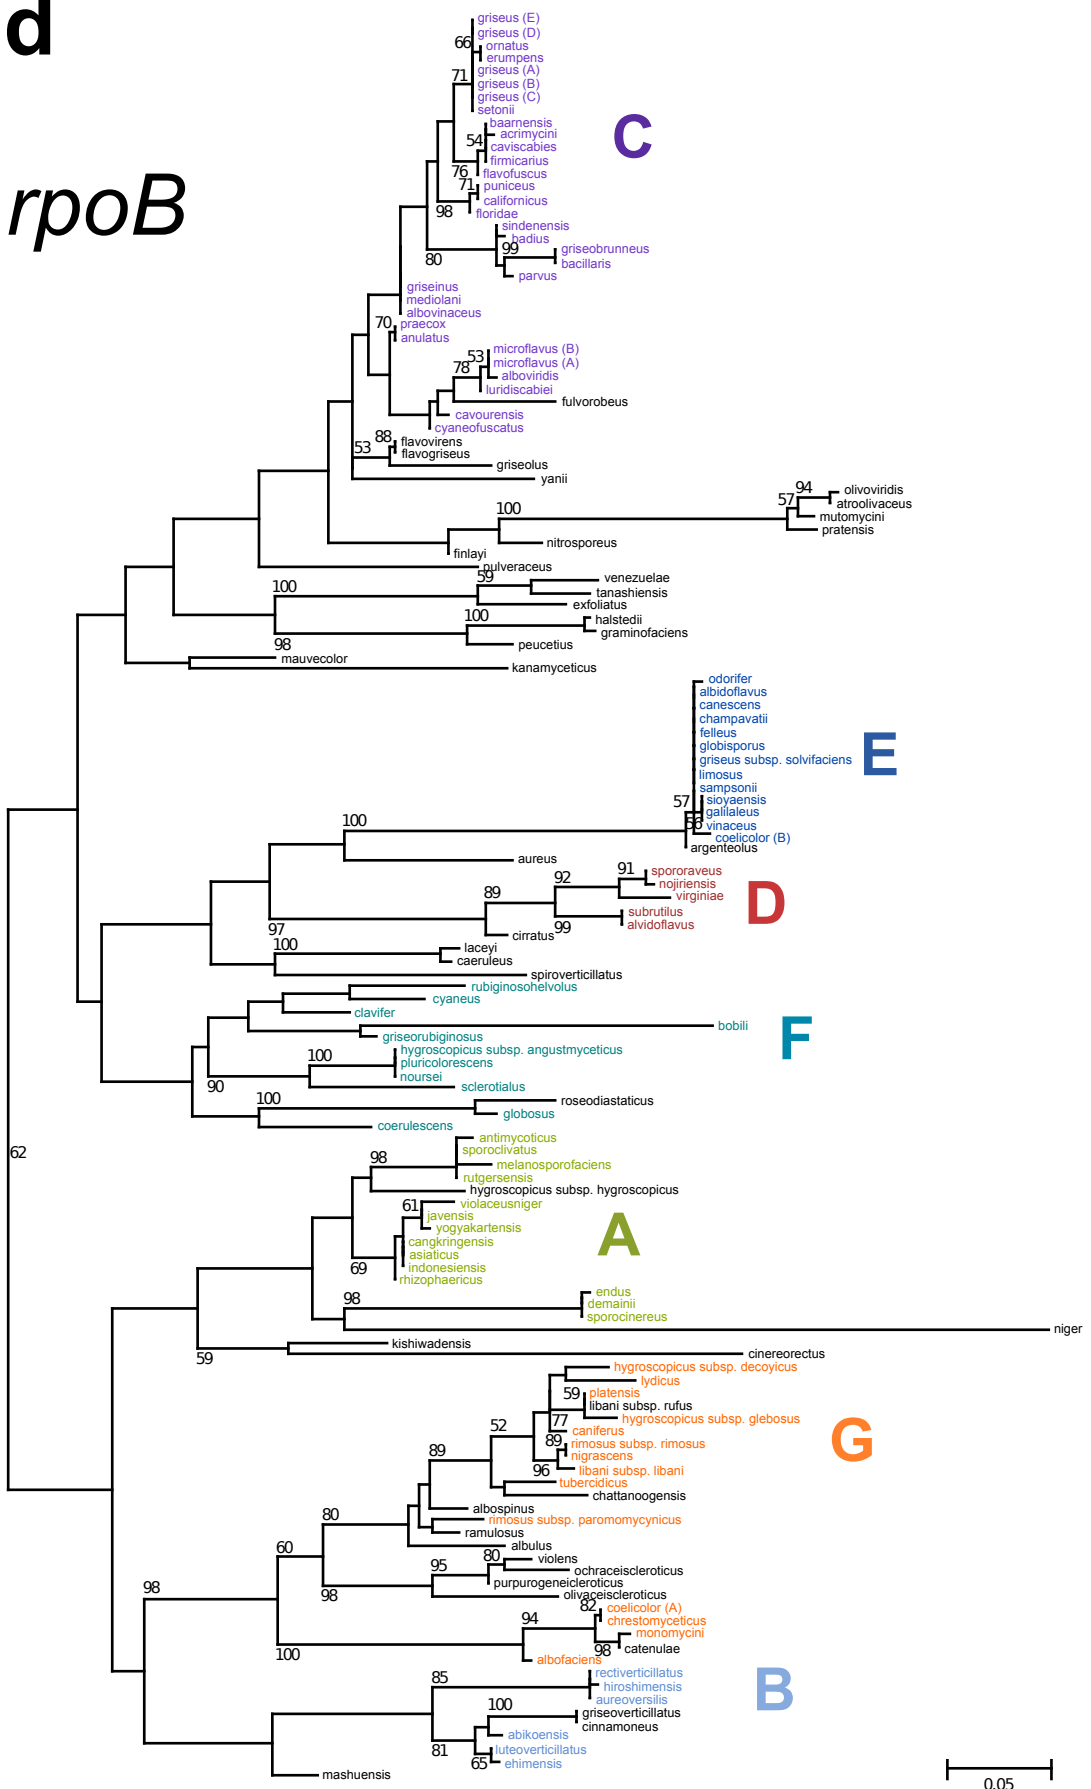 d
rpoB
griseus (E)
griseus (D)
66
ornatus
erumpens
griseus (A)
71
griseus (B)
griseus (C)
setonii
baarnensis
C
acrimycini
54
caviscabies
firmicarius
76
flavofuscus
71
puniceus
californicus
98
floridae
sindenensis
badius
99
griseobrunneus
80
bacillaris
parvus
griseinus
mediolani
albovinaceus
70
praecox
anulatus
microflavus (B)
53
microflavus (A)
78
alboviridis
luridiscabiei
fulvorobeus
cavourensis
cyaneofuscatus
88
flavovirens
53
flavogriseus
griseolus
yanii
94
olivoviridis
57
atroolivaceus
100
mutomycini
pratensis
nitrosporeus
finlayi
pulveraceus
59
venezuelae
100
tanashiensis
exfoliatus
100
halstedii
graminofaciens
98
peucetius
mauvecolor
kanamyceticus
odorifer
albidoflavus
canescens
champavatii
felleus
globisporus
E
griseus subsp. solvifaciens
limosus
sampsonii
57
sioyaensis
galilaleus
100
56
vinaceus
coelicolor (B)
argenteolus
aureus
91
spororaveus
92
nojiriensis
89
virginiae
D
subrutilus
97
99
alvidoflavus
cirratus
100
laceyi
caeruleus
spiroverticillatus
rubiginosohelvolus
cyaneus
clavifer
bobili
F
griseorubiginosus
hygroscopicus subsp. angustmyceticus
100
pluricolorescens
noursei
90
sclerotialus
100
roseodiastaticus
globosus
coerulescens
62
antimycoticus
sporoclivatus
98
melanosporofaciens
rutgersensis
hygroscopicus subsp. hygroscopicus
61
violaceusniger
javensis
yogyakartensis
A
cangkringensis
asiaticus
69
indonesiensis
rhizophaericus
98
endus
demainii
sporocinereus
niger
kishiwadensis
59
cinereorectus
hygroscopicus subsp. decoyicus
lydicus
59
platensis
libani subsp. rufus
77
hygroscopicus subsp. glebosus
52
caniferus
G
89
89
rimosus subsp. rimosus
nigrascens
96
libani subsp. libani
tubercidicus
chattanoogensis
albospinus
80
rimosus subsp. paromomycynicus
ramulosus
60
albulus
80
violens
95
ochraceiscleroticus
98
purpurogeneicleroticus
98
olivaceiscleroticus
82
coelicolor (A)
94
chrestomyceticus
monomycini
100
98
catenulae
albofaciens
85
rectiverticillatus
hiroshimensis
B
aureoversilis
100
griseoverticillatus
cinnamoneus
abikoensis
81
luteoverticillatus
65
ehimensis
mashuensis
0.05